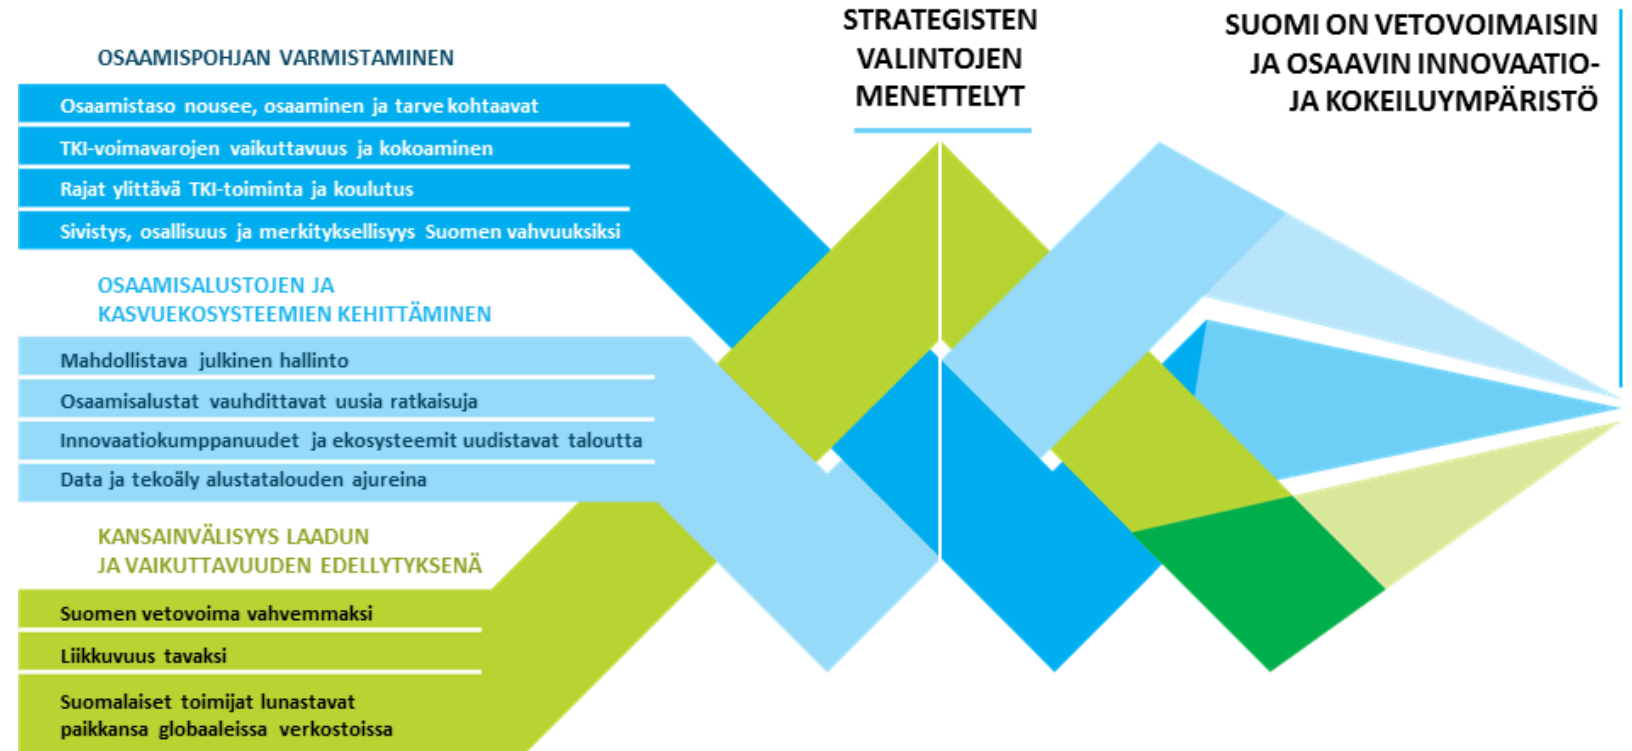 OSAAMISPOHJAN VARMISTAMINEN
Osaamistaso nousee, osaaminen ja tarve kohtaavat
TKI-voimavarojen vaikuttavuus ja kokoaminen
Rajat ylittävä TKI-toiminta ja koulutus
Sivistys, osallisuus ja merkityksellisyys Suomen vahvuuksiksi
OSAAMISALUSTOJEN JA
KASVUEKOSYSTEEMIEN KEHITTÄMINEN
Mahdollistava julkinen hallinto
Osaamisalustat vauhdittavat uusia ratkaisuja
Innovaatiokumppanuudet ja ekosysteemit uudistavat taloutta
Data ja tekoäly alustatalouden ajureina
KANSAINVÄLISYYS LAADUN
JA VAIKUTTAVUUDEN EDELLYTYKSENÄ
Suomen vetovoima vahvemmaksi
Liikkuvuus tavaksi
Suomalaiset toimijat lunastavat
paikkansa globaaleissa verkostoissa
STRATEGISTEN
VALINTOJEN
MENETTELYT
SUOMI ON VETOVOIMAISIN
JA OSAAVIN INNOVAATIO-
JA KOKEILUYMPÄRISTÖ